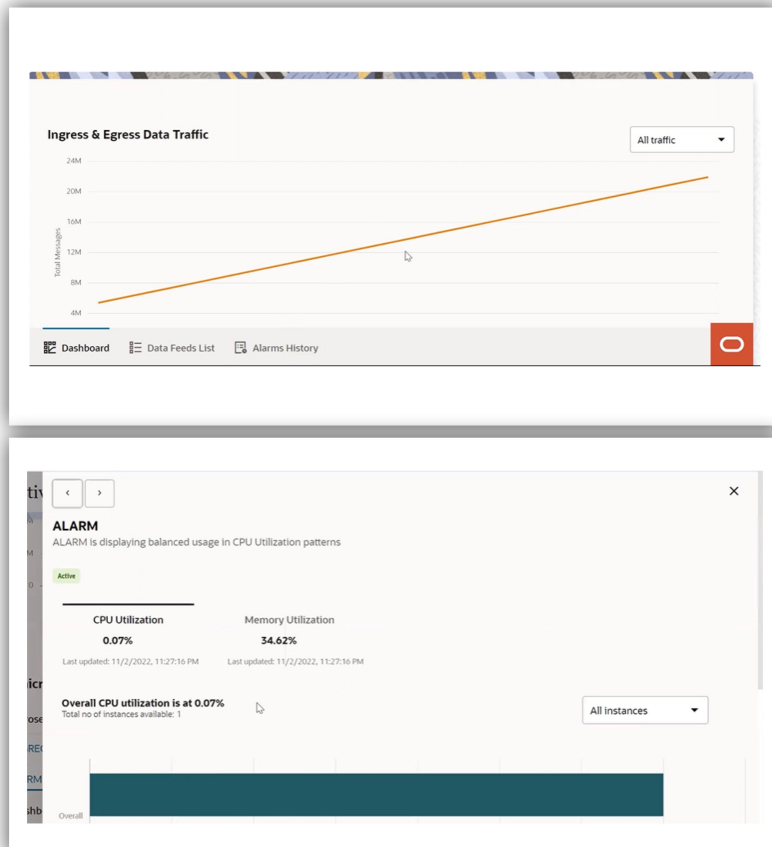 Ingress & Egress Data Traffic
All traffic
24M
20M
16M
12M
8M
4M
Total Messages
Dashboard
Data Feeds List
Alarms History
ALARM
ALARM is displaying balanced usage in CPU Utilization patterns
Active
CPU Utilization
Memory Utilization
0.07%
34.62%
Last updated: 11/2/2022, 11:27:16 PM
Last updated: 11/2/2022, 11:27:16 PM
Overall CPU utilization is at 0.07%
Total no of instances available: 1
All instances
Overall